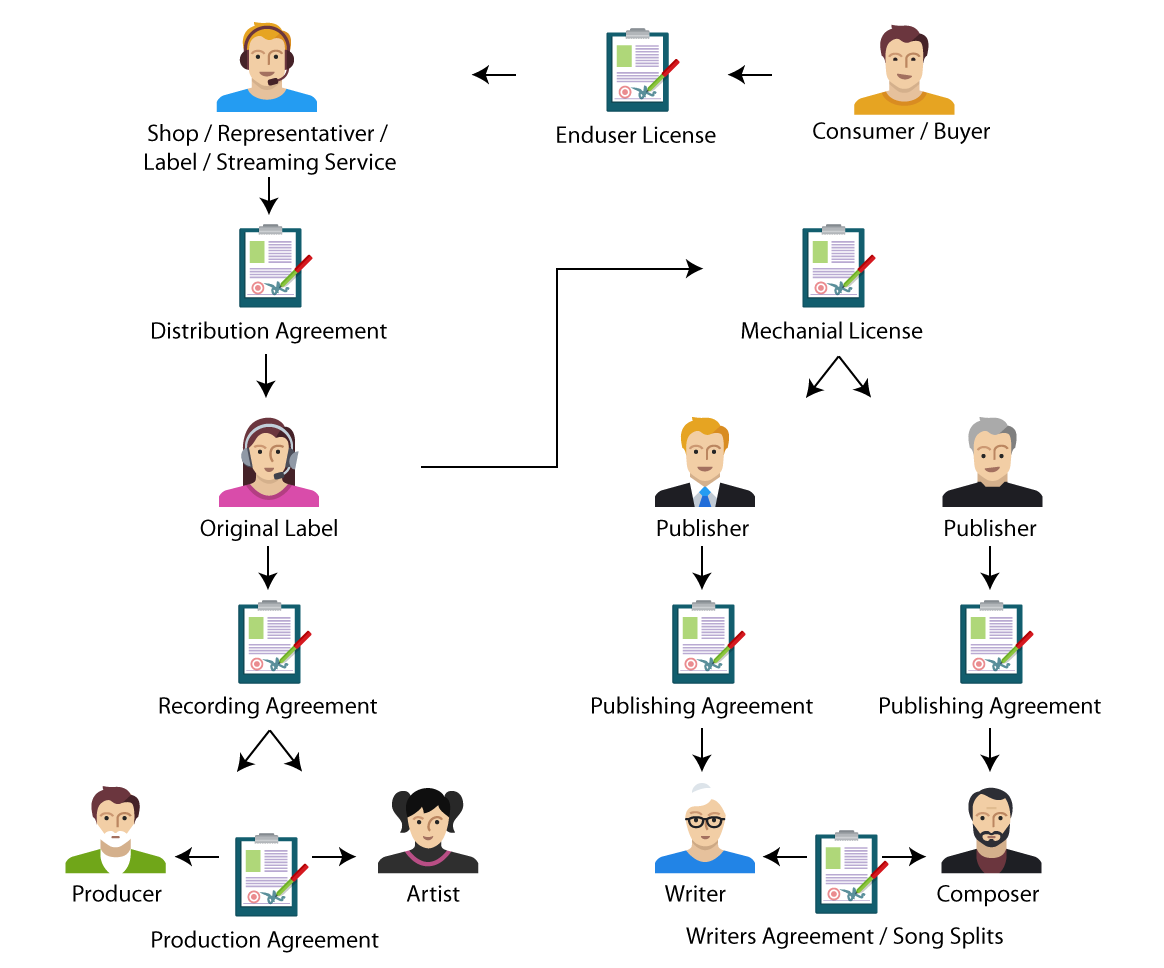 Shop / Representativer /
Label / Streaming Service
Enduser License
Consumer / Buyer
Distribution Agreement
Mechanial License
Original Label
Publisher
Publisher
Recording Agreement
Publishing Agreement
Publishing Agreement
Producer
Artist
Writer
Composer
Production Agreement
Writers Agreement / Song Splits